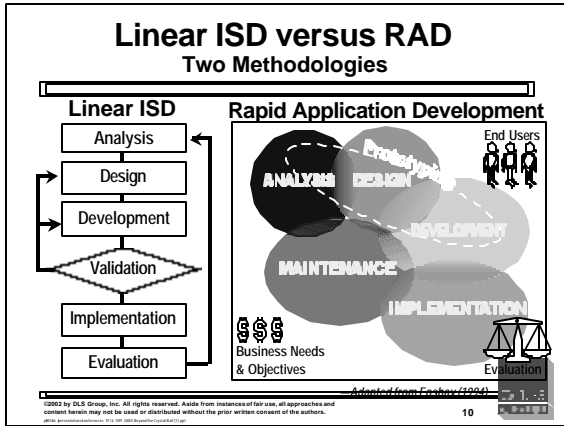 Linear ISD versus RAD
Two Methodologies
Linear ISD
Analysis
Design
Development
Validation
Implementation
Evaluation
Rapid Application Development
End Users
Prototyping
ANALYSIS
DESIGN
DEVELOPMENT
MAINTENANCE
IMPLEMENTATION
$ $ $
Business Needs
& Objectives
Evaluation
Adapted from (1994)
©2002 by DLS Group, Inc. All rights reserved. Aside from instances of fair use, all approaches and
content herein may not be used or distributed without the prior written consent of the authors.
10